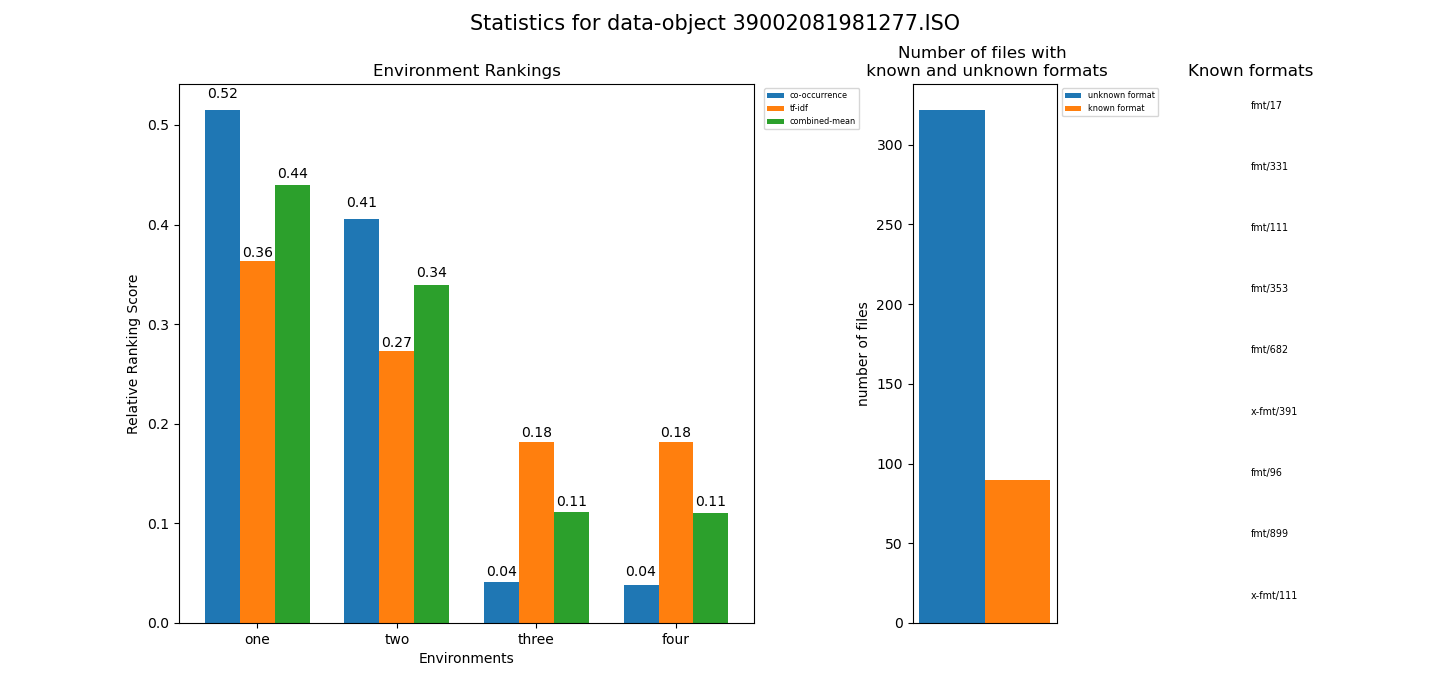 Statistics for data-object 39002081981277.ISO
Environment Rankings
0.52
0.36
0.44
0.41
0.27
0.34
0.04
0.18
0.11
0.04
0.18
0.11
0.5
0.4
0.3
0.2
0.1
0.0
Relative Ranking Score
one
two
three
four
Environments
co-occurrence
tf-idf
combined-mean
Number of files with
known and unknown formats
300
250
200
150
100
50
0
number of files
unknown format
known format
Known formats
fmt/17
fmt/331
fmt/111
fmt/353
fmt/682
x-fmt/391
fmt/96
fmt/899
x-fmt/111